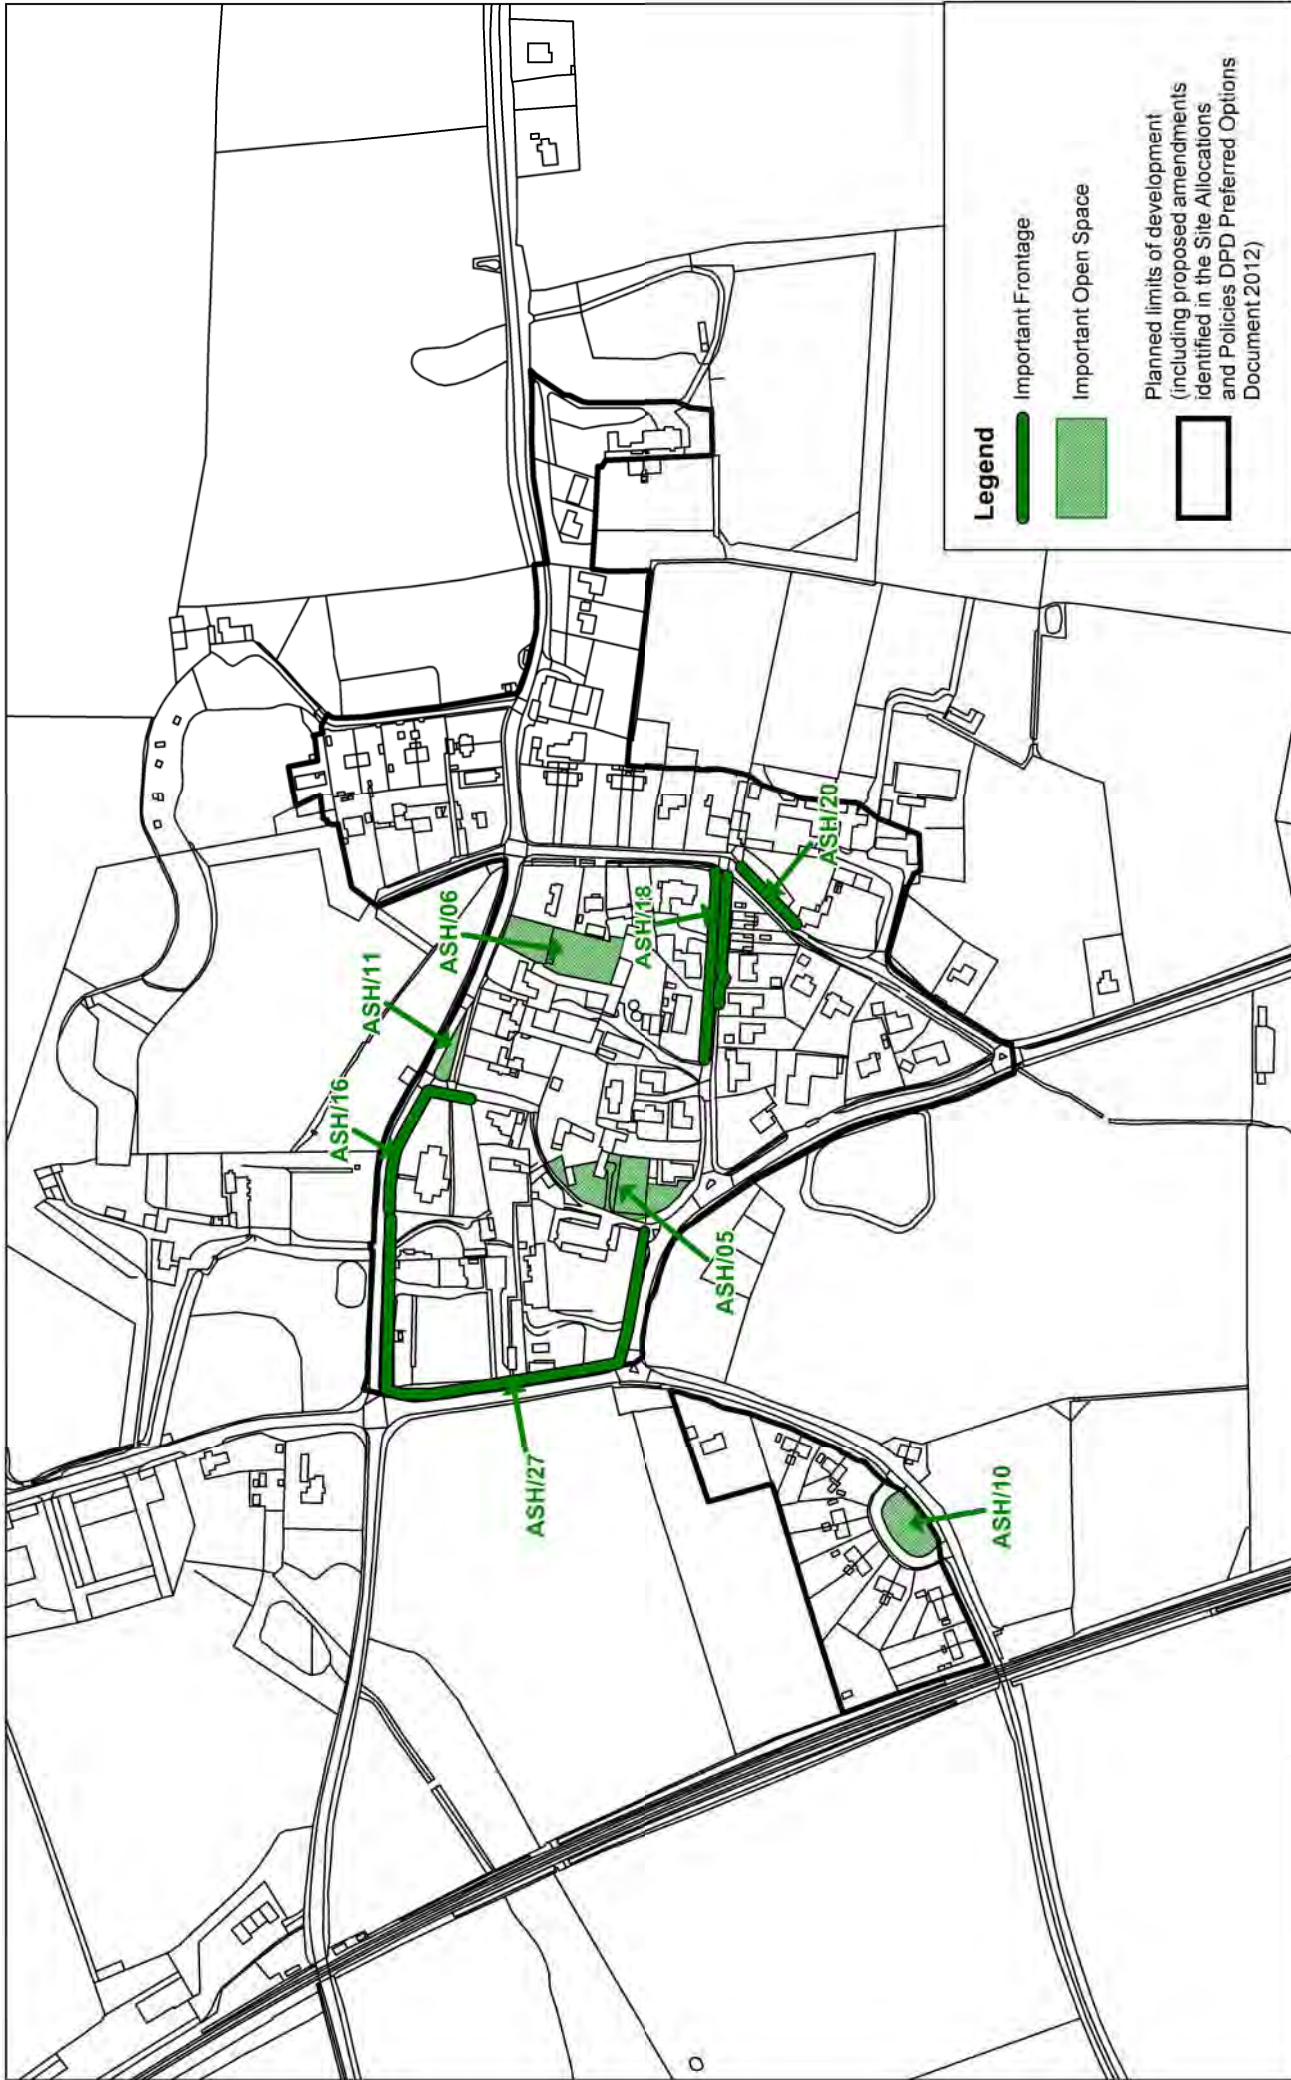 ASH/16
ASH/11
ASH/06
ASH/18
ASH/20
ASH/27
ASH/05
ASH/10
Legend
Important Frontage
Important Open Space
Planned limits of development
(including proposed amendments
identified in the Site Allocations
and Policies DPD Preferred Options
Document 2012)